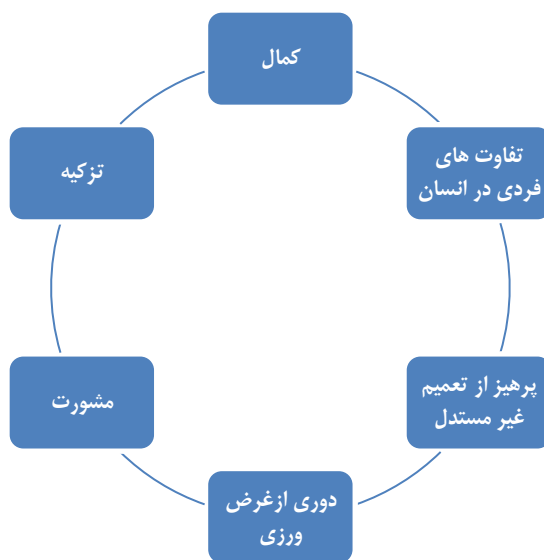 کمال
تفاوت های
فردی در انسان
پرهیز از تعمیم
غیر مستدل
دوری ازغرض
ورزی
مشورت
تزکیه